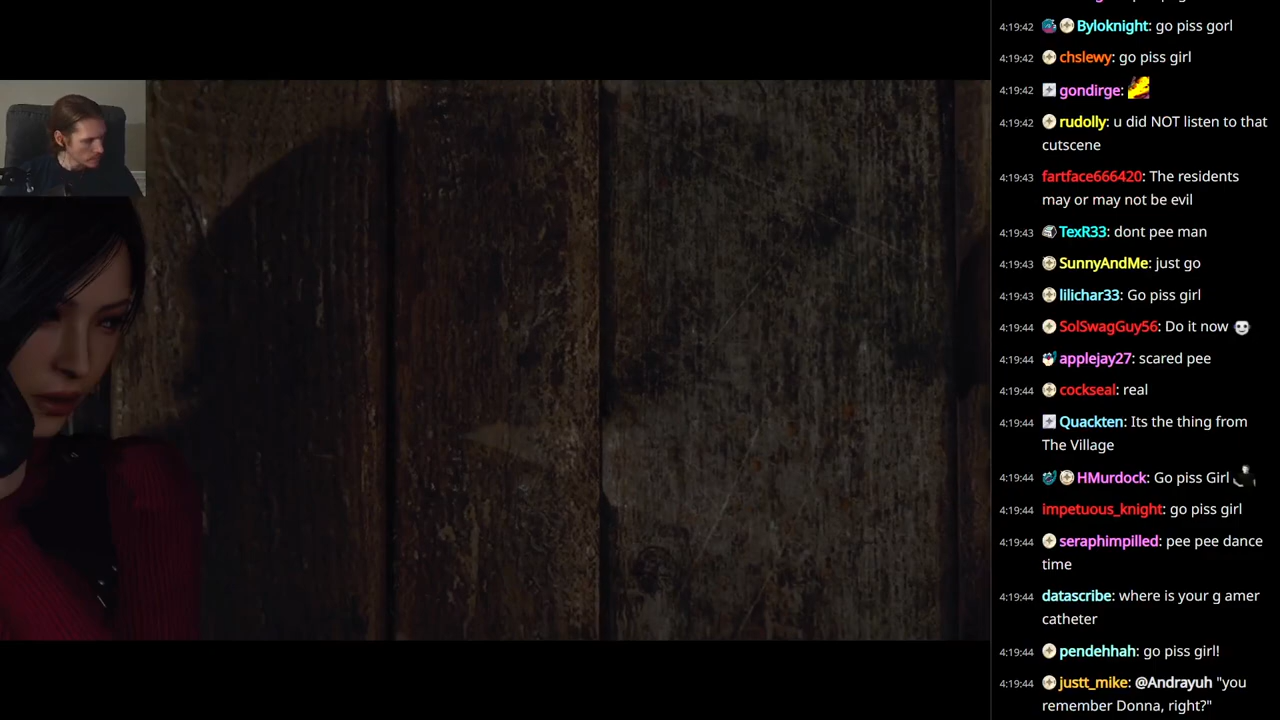 4:19:42 Byloknight: go piss gorl
4:19:42 chslewy: go piss girl
4:19:42 gondirge:
4:19:42 rudolly: u did NOT listen to that
cutscene
4:19:43 fartface666420: The residents
may or may not be evil
4:19:43 TexR33: dont pee man
4:19:43 SunnyAndMe: just go
4:19:43 lilichar33: Go piss girl
4:19:44 SolSwagGuy56: Do it now
4:19:44 applejay27: scared pee
4:19:44 cockseal: real
4:19:44 Quackten: Its the thing from
The Village
4:19:44 HMurdock: Go piss Girl
4:19:44 impetuous_knight: go piss girl
4:19:44 seraphimpilled: pee pee dance
time
4:19:44 datascribe: where is your g amer
catheter
4:19:44 pendehhah: go piss girl!
4:19:44 justt_mike: @Andrayuh "you
remember Donna, right?"